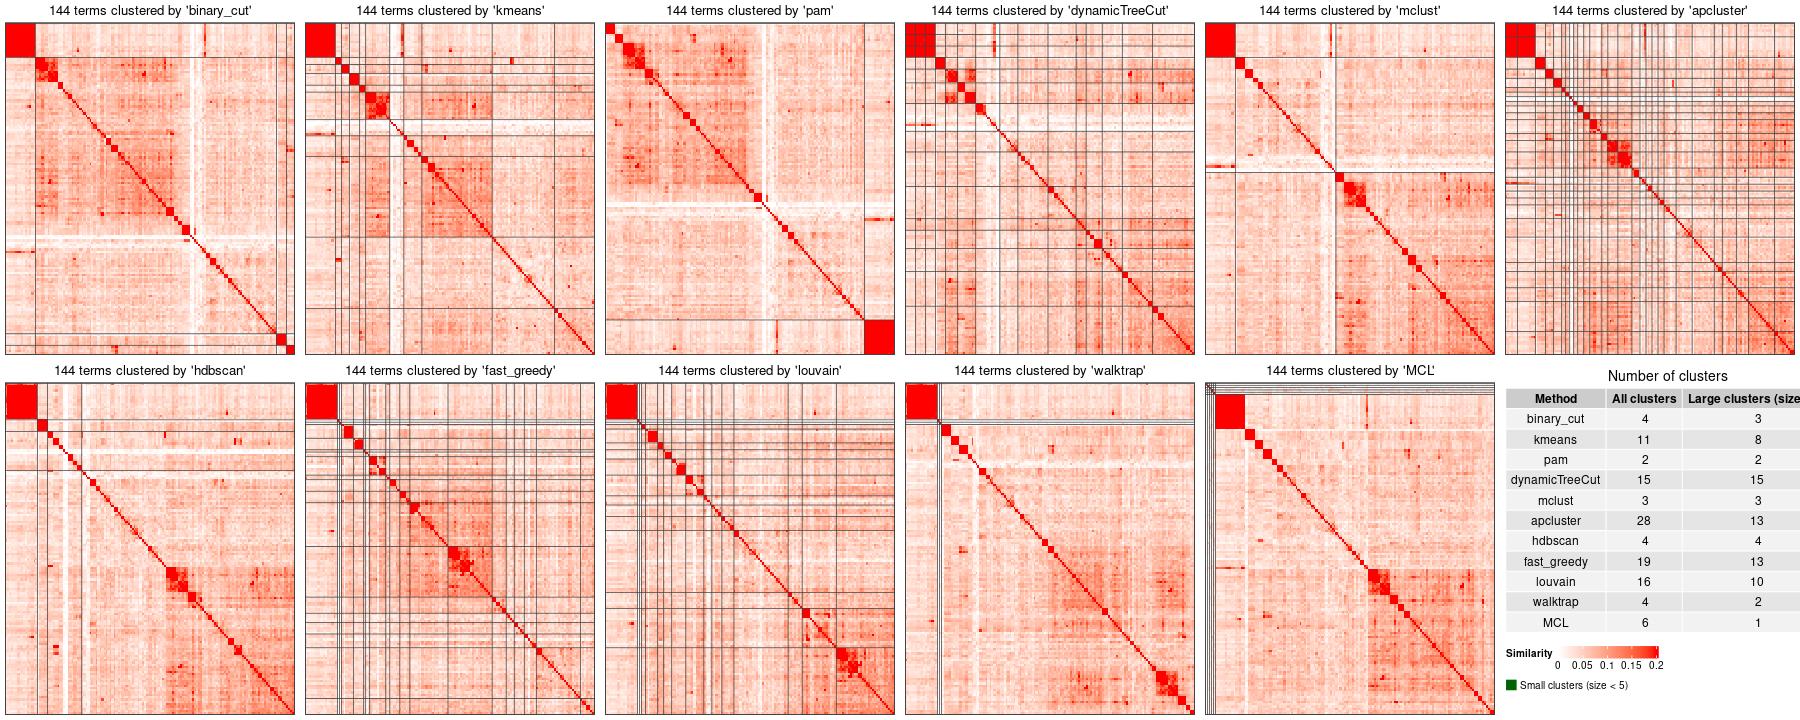 144 terms clustered by 'binary_cut'
144 terms clustered by 'kmeans'
144 terms clustered by 'pam'
144 terms clustered by 'dynamicTreeCut'
144 terms clustered by 'mclust'
144 terms clustered by 'apcluster'
144 terms clustered by 'hdbscan'
144 terms clustered by 'fast_greedy'
144 terms clustered by 'louvain'
144 terms clustered by 'walktrap'
144 terms clustered by 'MCL'
Number of clusters
Method All clusters Large clusters (size
binary_cut 4 3
kmeans 11 8
pam 2 2
dynamicTreeCut 15 15
mclust 3 3
apcluster 28 13
hdbscan 4 4
fast_greedy 19 13
louvain 16 10
walktrap 4 2
MCL 6 1
Similarity
0 0.05 0.1 0.15 0.2
Small clusters (size < 5)